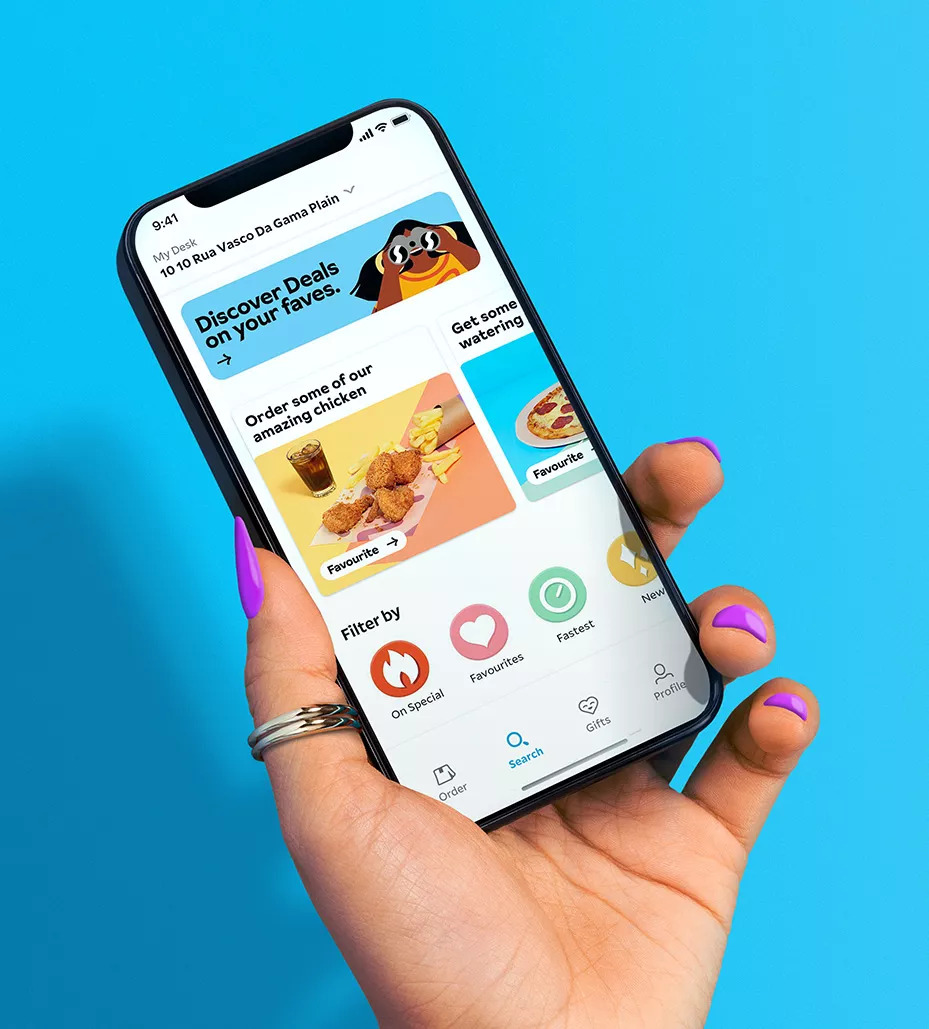 9:41
My Desk
10 10 Rua Vasco Da Gama Plain
Discover Deals
on your faves.
Order some of our
amazing chicken
Favourite
Get some
watering
Favourite
Filter by
On Special
Favourites
Fastest
New
Order
Search
Gifts
Profile